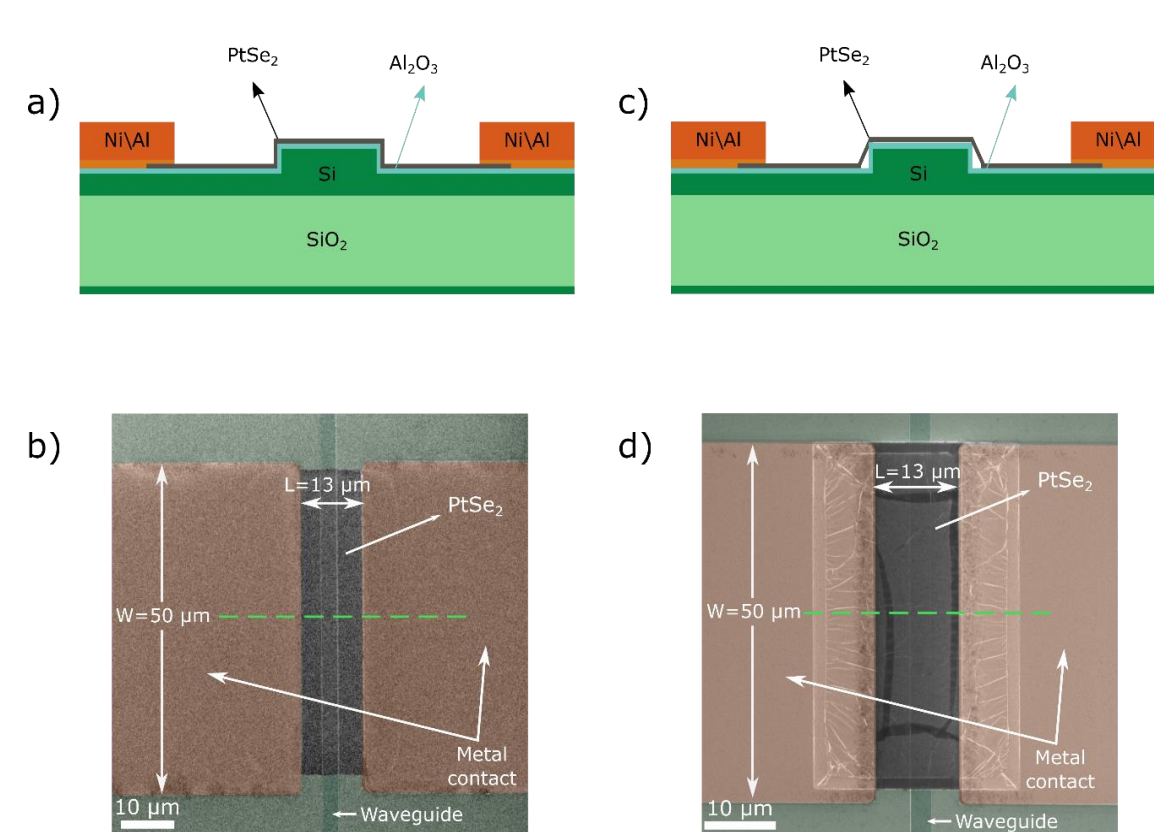 a)
PtSe₂
Al₂O₃
Ni\Al
Ni\Al
Si
SiO₂
c)
PtSe₂
Al₂O₃
Ni\Al
Ni\Al
Si
SiO₂
b)
L=13 µm
PtSe₂
W=50 µm
Metal
contact
10 µm
Waveguide
d)
L=13 µm
PtSe₂
W=50 µm
Metal
contact
10 µm
Waveguide